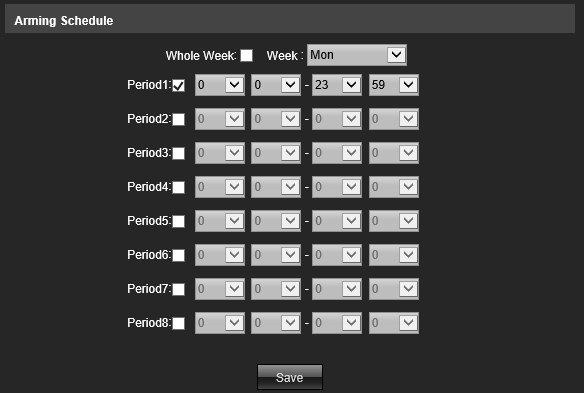 Arming Schedule
Whole Week: Week : Mon
Period1: 0 0 - 23 59
Period2: 0 0 - 0 0
Period3: 0 0 - 0 0
Period4: 0 0 - 0 0
Period5: 0 0 - 0 0
Period6: 0 0 - 0 0
Period7: 0 0 - 0 0
Period8: 0 0 - 0 0
Save